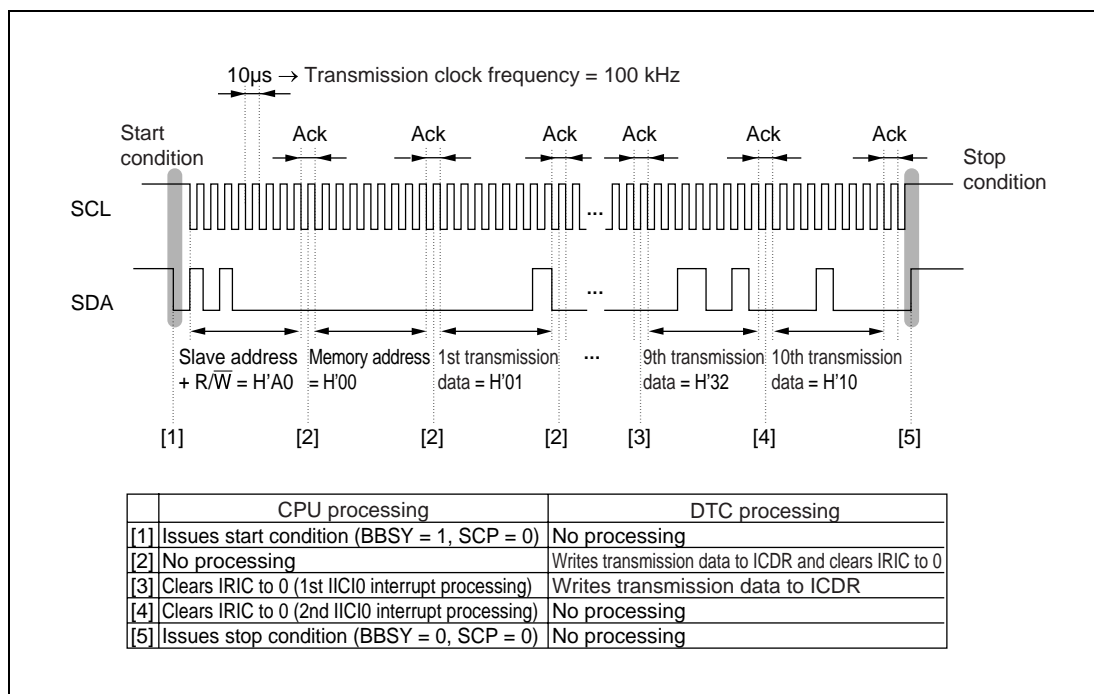 10µs → Transmission clock frequency = 100 kHz
Start condition
Ack Ack Ack Ack Ack Ack
Stop condition
SCL
...
SDA
...
Slave address + R/W̅ = H'A0
Memory address = H'00
1st transmission data = H'01
...
9th transmission data = H'32
10th transmission data = H'10
[1] [2] [2] [2] [3] [4] [5]
CPU processing DTC processing
[1] Issues start condition (BBSY = 1, SCP = 0) No processing
[2] No processing Writes transmission data to ICDR and clears IRIC to 0
[3] Clears IRIC to 0 (1st IICI0 interrupt processing) Writes transmission data to ICDR
[4] Clears IRIC to 0 (2nd IICI0 interrupt processing) No processing
[5] Issues stop condition (BBSY = 0, SCP = 0) No processing